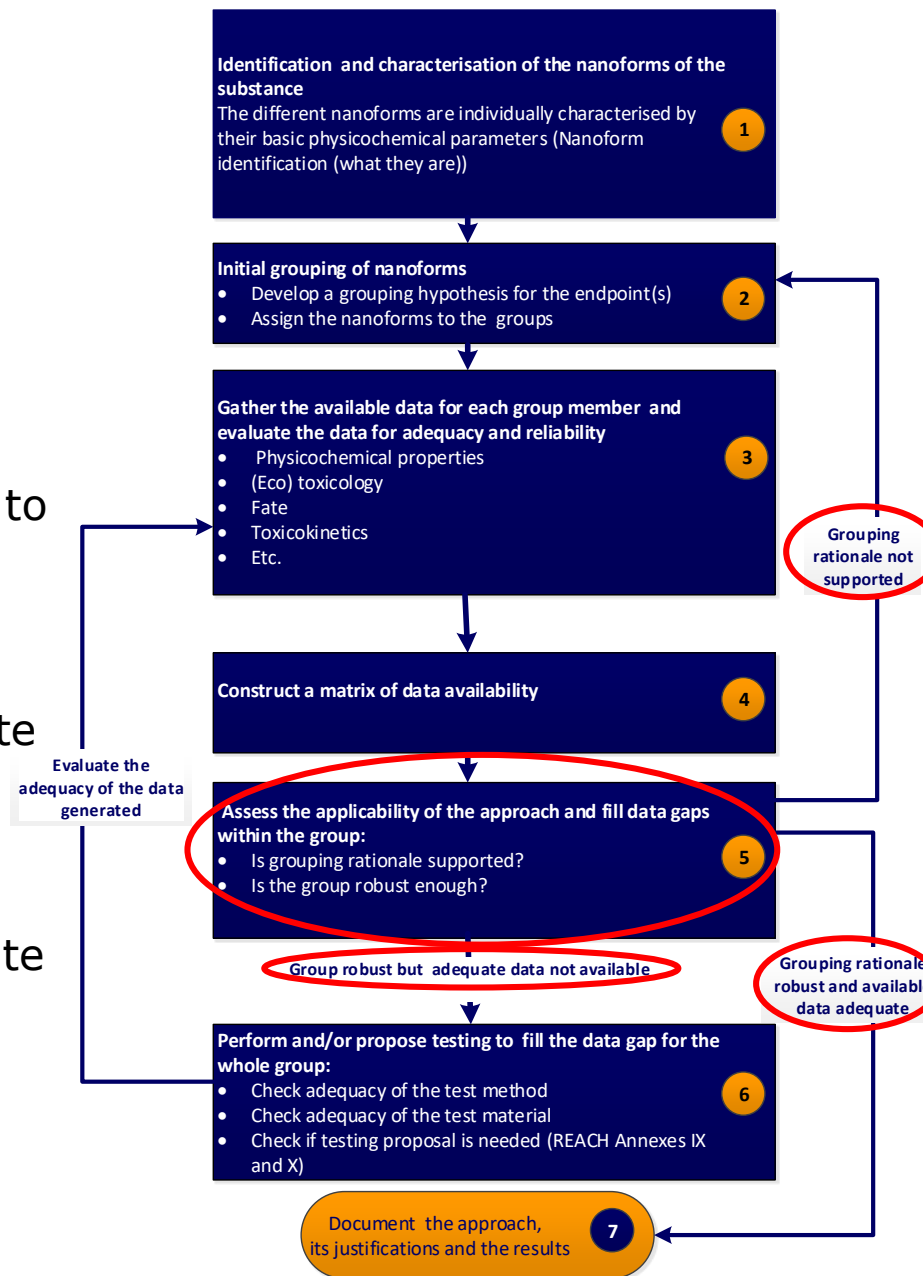 Identification and characterisation of the nanoforms of the
substance
The different nanoforms are individually characterised by
their basic physicochemical parameters (Nanoform
identification (what they are))
1
Initial grouping of nanoforms
• Develop a grouping hypothesis for the endpoint(s)
• Assign the nanoforms to the groups
2
Gather the available data for each group member and
evaluate the data for adequacy and reliability
• Physicochemical properties
• (Eco) toxicology
• Fate
• Toxicokinetics
• Etc.
3
to
Grouping
rationale not
supported
Construct a matrix of data availability
4
te
Evaluate the
adequacy of the data
generated
Assess the applicability of the approach and fill data gaps
within the group:
• Is grouping rationale supported?
• Is the group robust enough?
5
te
Group robust but adequate data not available
Grouping rationale
robust and availabl
data adequate
Perform and/or propose testing to fill the data gap for the
whole group:
• Check adequacy of the test method
• Check adequacy of the test material
• Check if testing proposal is needed (REACH Annexes IX
and X)
6
Document the approach,
its justifications and the results
7